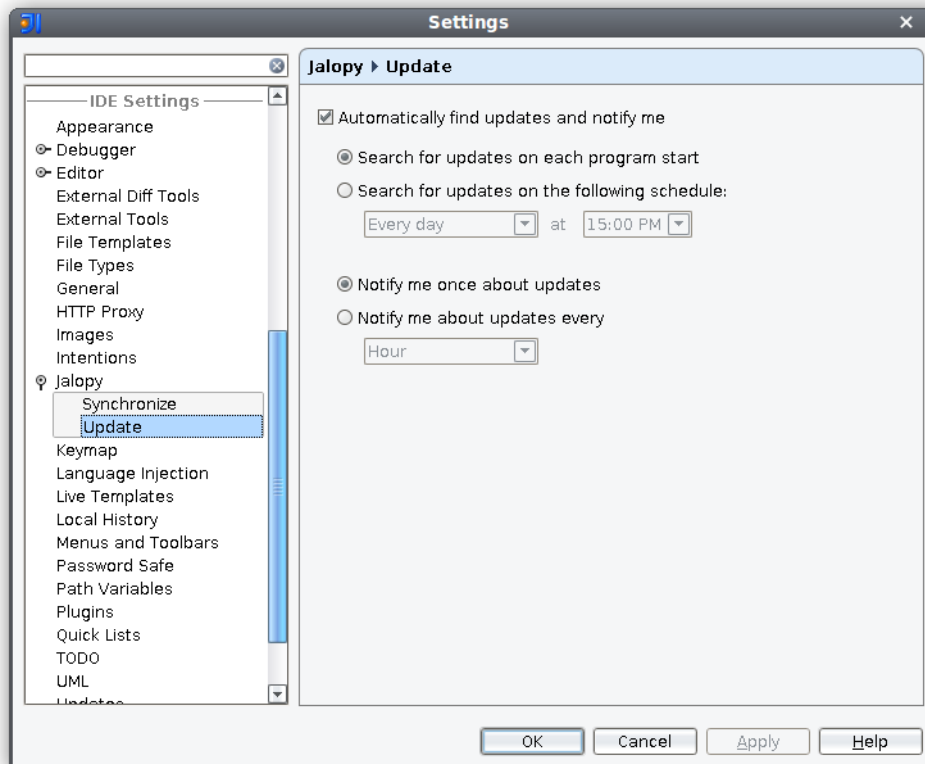 Settings
IDE Settings
Appearance
Debugger
Editor
External Diff Tools
External Tools
File Templates
File Types
General
HTTP Proxy
Images
Intentions
Jalopy
Synchronize
Update
Keymap
Language Injection
Live Templates
Local History
Menus and Toolbars
Password Safe
Path Variables
Plugins
Quick Lists
TODO
UML
Updates
Jalopy Update
Automatically find updates and notify me
Search for updates on each program start
Search for updates on the following schedule:
Every day at 15:00 PM
Notify me once about updates
Notify me about updates every
Hour
OK Cancel Apply Help